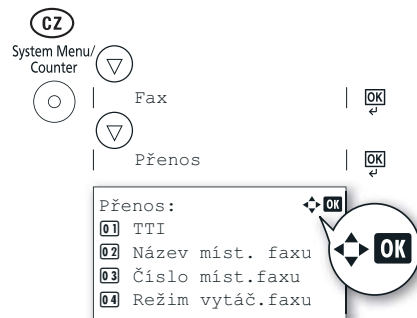 CZ
System Menu/
Counter
Fax OK
Přenos OK
Přenos: OK
01 TTI
02 Název míst. faxu
03 Číslo míst.faxu
04 Režim vytáč.faxu
OK